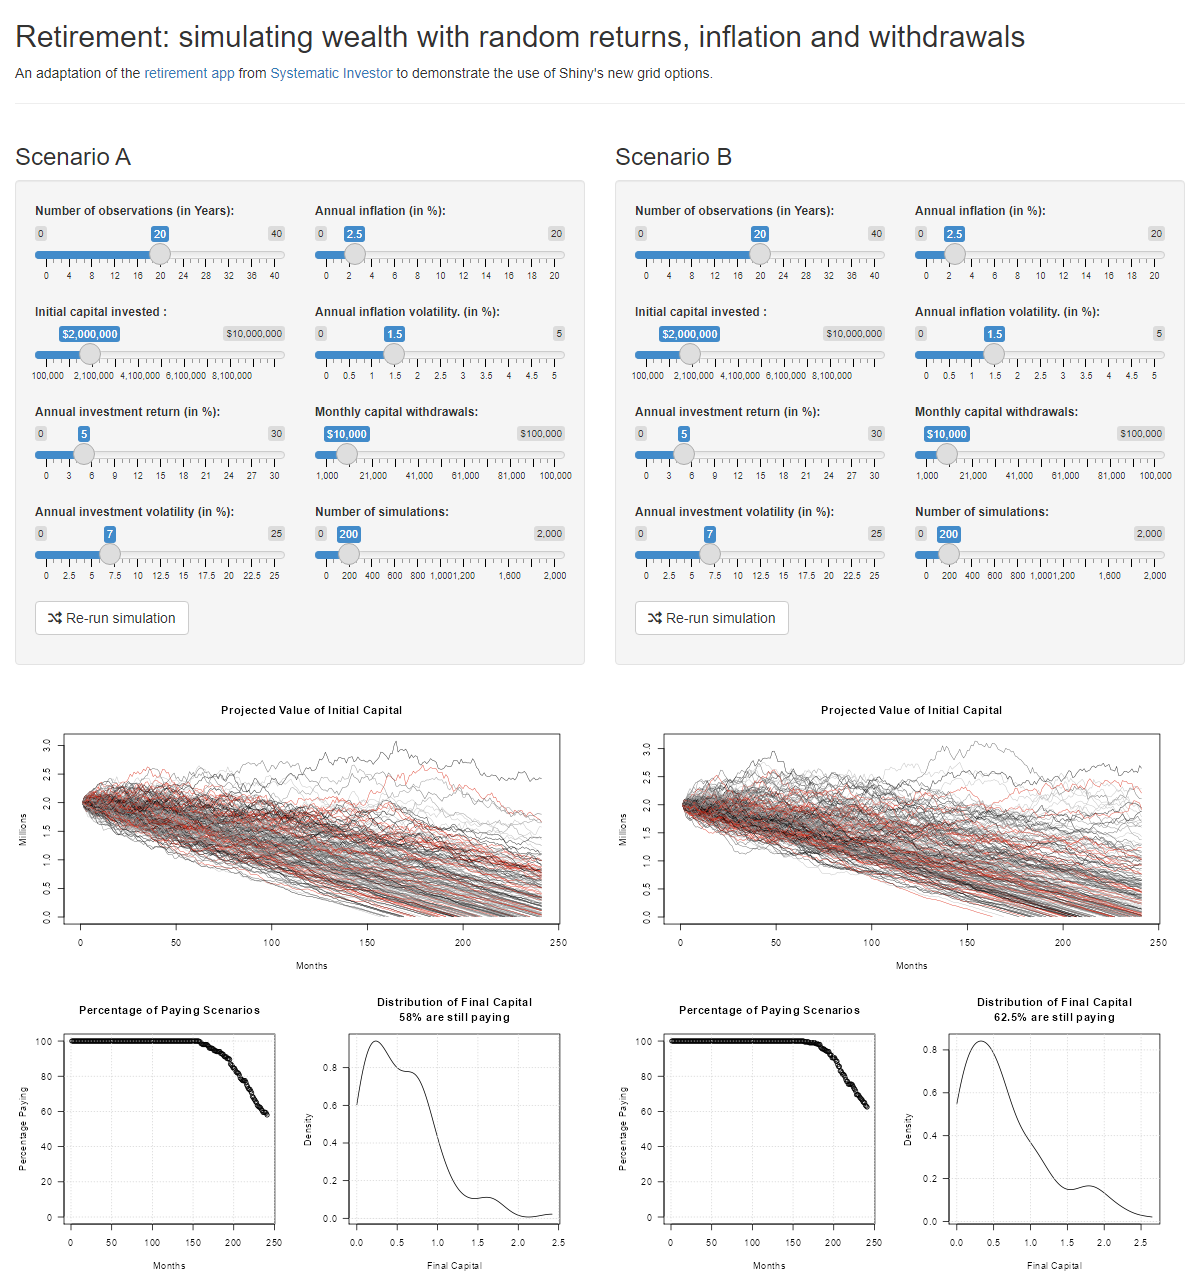 Retirement: simulating wealth with random returns, inflation and withdrawals
An adaptation of the retirement app from Systematic Investor to demonstrate the use of Shiny's new grid options.
Scenario A
Number of observations (in Years):
0 20 40
0 4 8 12 16 20 24 28 32 36 40
Annual inflation (in %):
0 2.5 20
0 2 4 6 8 10 12 14 16 18 20
Initial capital invested :
$2,000,000 $10,000,000
100,000 2,100,000 4,100,000 6,100,000 8,100,000
Annual inflation volatility. (in %):
0 1.5 5
0 0.5 1 1.5 2 2.5 3 3.5 4 4.5 5
Annual investment return (in %):
0 5 30
0 3 6 9 12 15 18 21 24 27 30
Monthly capital withdrawals:
$10,000 $100,000
1,000 21,000 41,000 61,000 81,000 100,000
Annual investment volatility (in %):
0 7 25
0 2.5 5 7.5 10 12.5 15 17.5 20 22.5 25
Number of simulations:
0 200 2,000
0 200 400 600 800 1,000 1,200 1,600 2,000
Re-run simulation
Scenario B
Number of observations (in Years):
0 20 40
0 4 8 12 16 20 24 28 32 36 40
Annual inflation (in %):
0 2.5 20
0 2 4 6 8 10 12 14 16 18 20
Initial capital invested :
$2,000,000 $10,000,000
100,000 2,100,000 4,100,000 6,100,000 8,100,000
Annual inflation volatility. (in %):
0 1.5 5
0 0.5 1 1.5 2 2.5 3 3.5 4 4.5 5
Annual investment return (in %):
0 5 30
0 3 6 9 12 15 18 21 24 27 30
Monthly capital withdrawals:
$10,000 $100,000
1,000 21,000 41,000 61,000 81,000 100,000
Annual investment volatility (in %):
0 7 25
0 2.5 5 7.5 10 12.5 15 17.5 20 22.5 25
Number of simulations:
0 200 2,000
0 200 400 600 800 1,000 1,200 1,600 2,000
Re-run simulation
Projected Value of Initial Capital
Millions
3.0
2.5
2.0
1.5
1.0
0.5
0.0
0 50 100 150 200 250
Months
Percentage of Paying Scenarios
Percentage Paying
100
80
60
40
20
0
0 50 100 150 200 250
Months
Distribution of Final Capital
58% are still paying
Density
0.8
0.6
0.4
0.2
0.0
0.0 0.5 1.0 1.5 2.0 2.5
Final Capital
Projected Value of Initial Capital
Millions
3.0
2.5
2.0
1.5
1.0
0.5
0.0
0 50 100 150 200 250
Months
Percentage of Paying Scenarios
Percentage Paying
100
80
60
40
20
0
0 50 100 150 200 250
Months
Distribution of Final Capital
62.5% are still paying
Density
0.8
0.6
0.4
0.2
0.0
0.0 0.5 1.0 1.5 2.0 2.5
Final Capital